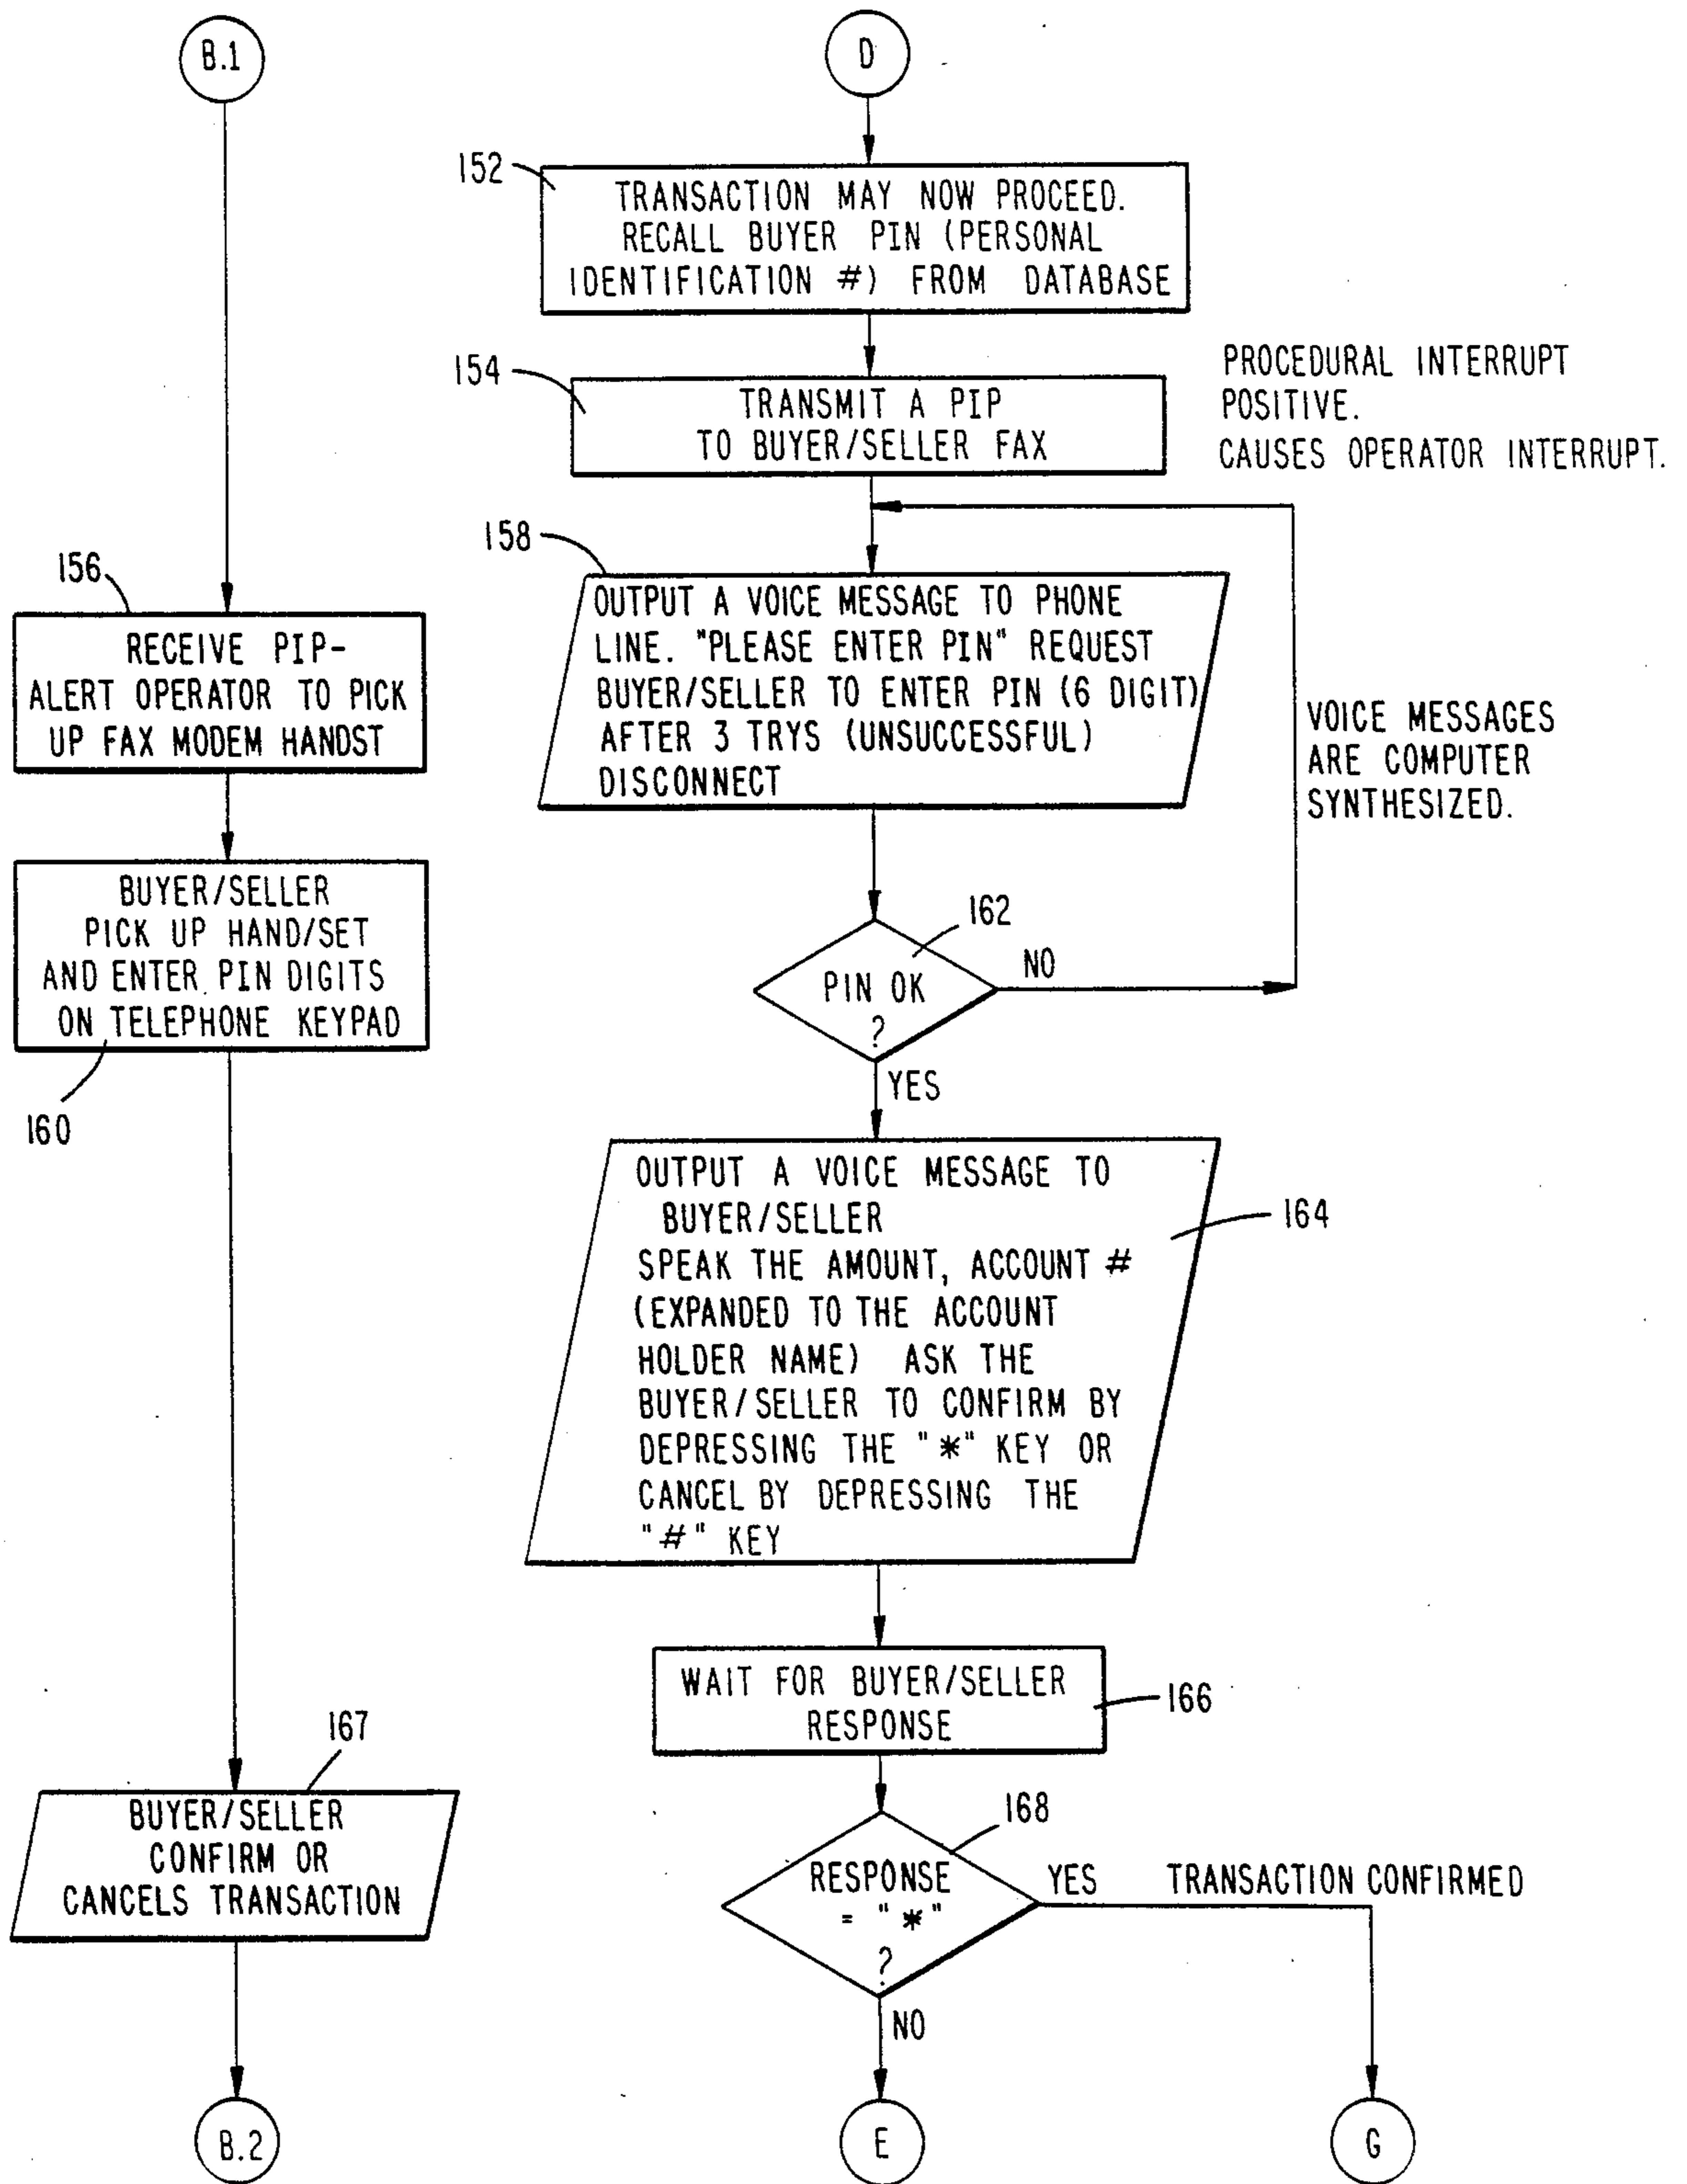 B.1
D
152
TRANSACTION MAY NOW PROCEED.
RECALL BUYER PIN (PERSONAL
IDENTIFICATION #) FROM DATABASE
154
TRANSMIT A PIP
TO BUYER/SELLER FAX
PROCEDURAL INTERRUPT
POSITIVE.
CAUSES OPERATOR INTERRUPT.
156
RECEIVE PIP-
ALERT OPERATOR TO PICK
UP FAX MODEM HANDST
158
OUTPUT A VOICE MESSAGE TO PHONE
LINE. "PLEASE ENTER PIN" REQUEST
BUYER/SELLER TO ENTER PIN (6 DIGIT)
AFTER 3 TRYS (UNSUCCESSFUL)
DISCONNECT
VOICE MESSAGES
ARE COMPUTER
SYNTHESIZED.
BUYER/SELLER
PICK UP HAND/SET
AND ENTER PIN DIGITS
ON TELEPHONE KEYPAD
160
162
PIN OK
?
NO
YES
OUTPUT A VOICE MESSAGE TO
BUYER/SELLER
SPEAK THE AMOUNT, ACCOUNT #
(EXPANDED TO THE ACCOUNT
HOLDER NAME) ASK THE
BUYER/SELLER TO CONFIRM BY
DEPRESSING THE "*" KEY OR
CANCEL BY DEPRESSING THE
"#" KEY
164
WAIT FOR BUYER/SELLER
RESPONSE
166
167
BUYER/SELLER
CONFIRM OR
CANCELS TRANSACTION
168
RESPONSE
= "*"
?
YES
TRANSACTION CONFIRMED
NO
B.2
E
G